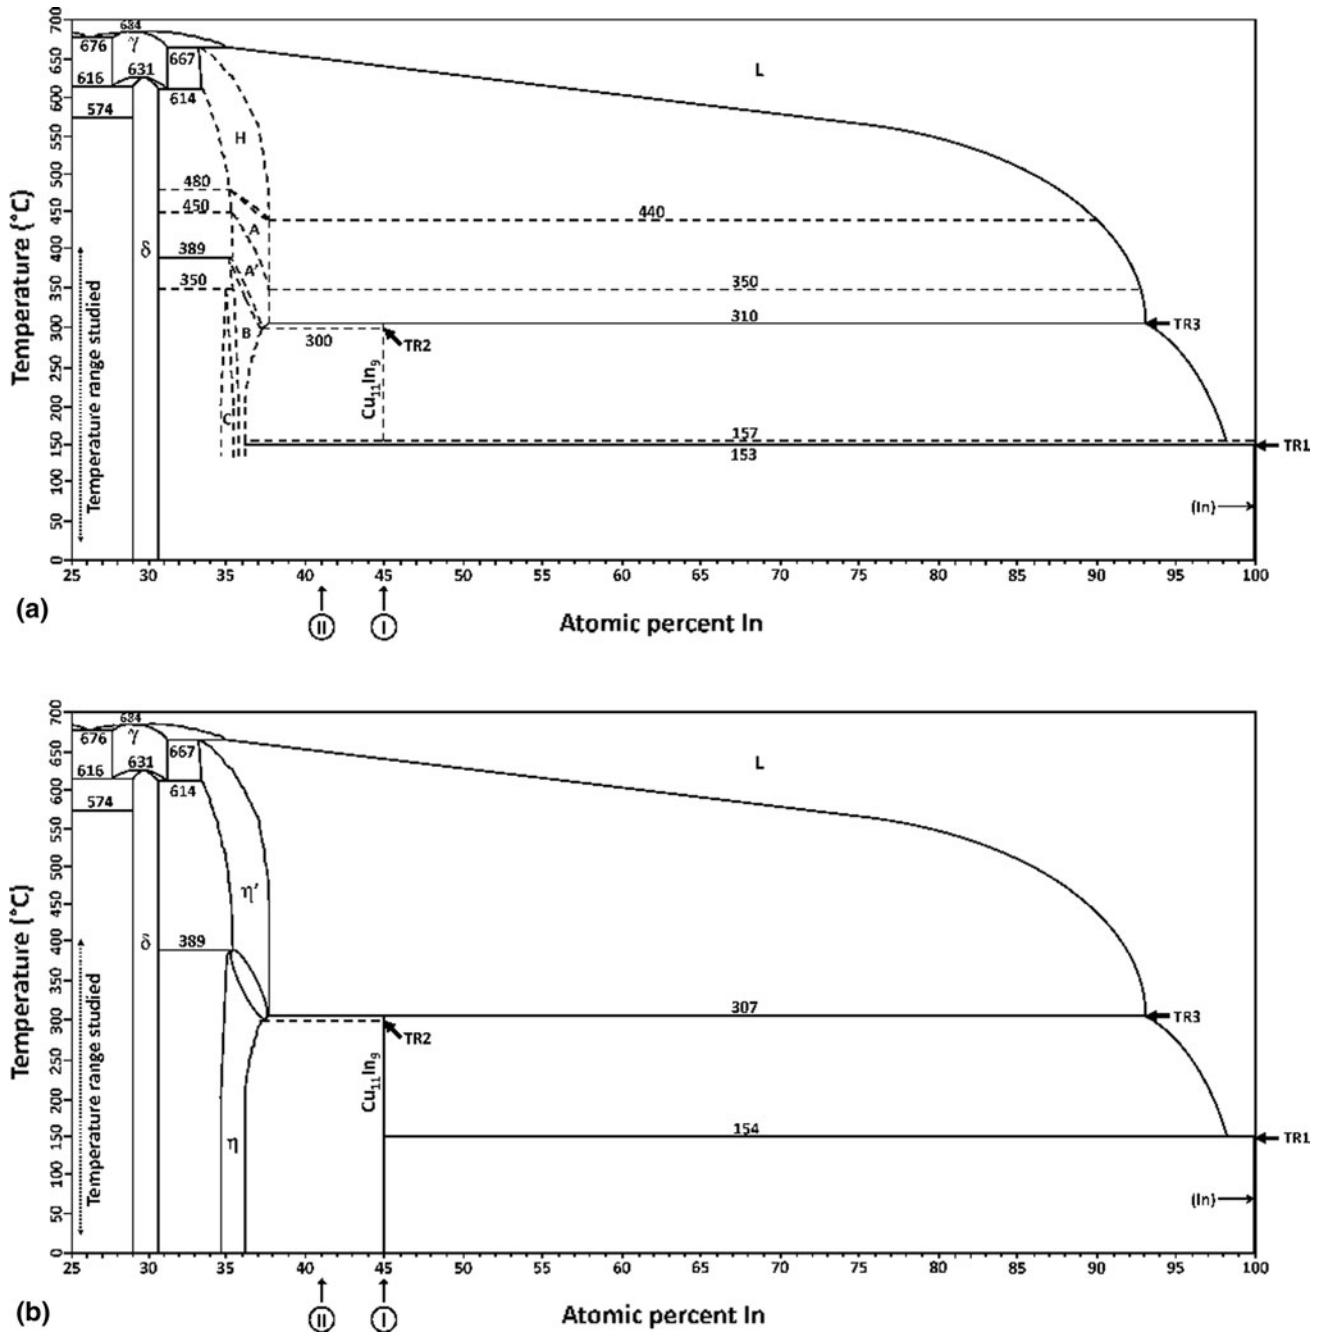 700
650
600
550
500
450
400
350
300
250
200
150
100
50
0
Temperature (°C)
Temperature range studied
684
676 γ 667
616 631
614
574
L
H
480
450
440
A
δ 389 A'
350 350
310 TR3
B 300 TR2
Cu11In9
C
157
153 TR1
(In)
25 30 35 40 45 50 55 60 65 70 75 80 85 90 95 100
(a)
II I
Atomic percent In
700
650
600
550
500
450
400
350
300
250
200
150
100
50
0
Temperature (°C)
Temperature range studied
684
676 γ 667
616 631
614
574
L
η'
δ 389
307 TR3
TR2
Cu11In9
η
154 TR1
(In)
25 30 35 40 45 50 55 60 65 70 75 80 85 90 95 100
(b)
II I
Atomic percent In